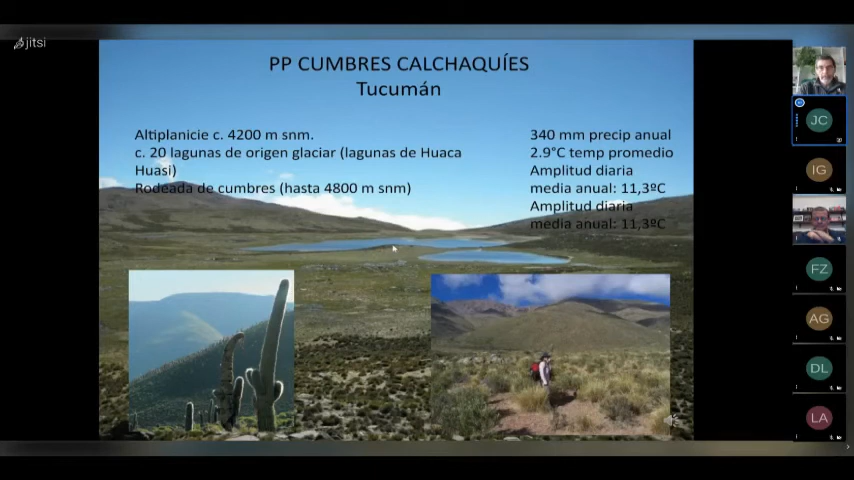 jitsi
PP CUMBRES CALCHAQUÍES
Tucumán
Altiplanicie c. 4200 m snm.
c. 20 lagunas de origen glaciar (lagunas de Huaca
Huasi)
Rodeada de cumbres (hasta 4800 m snm)
340 mm precip anual
2.9°C temp promedio
Amplitud diaria
media anual: 11,3ºC
Amplitud diaria
media anual: 11,3ºC
JC
IG
FZ
AG
DL
LA